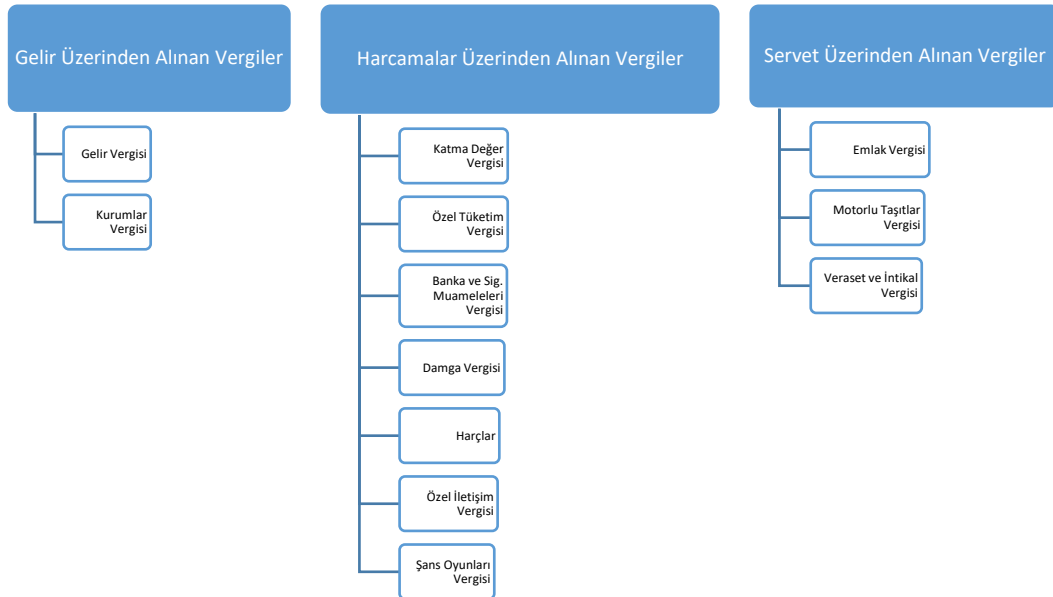 Gelir Üzerinden Alınan Vergiler
Gelir Vergisi
Kurumlar
Vergisi
Harcamalar Üzerinden Alınan Vergiler
Katma Değer
Vergisi
Özel Tüketim
Vergisi
Banka ve Sig.
Muameleleri
Vergisi
Damga Vergisi
Harçlar
Özel İletişim
Vergisi
Şans Oyunları
Vergisi
Servet Üzerinden Alınan Vergiler
Emlak Vergisi
Motorlu Taşıtlar
Vergisi
Veraset ve İntikal
Vergisi